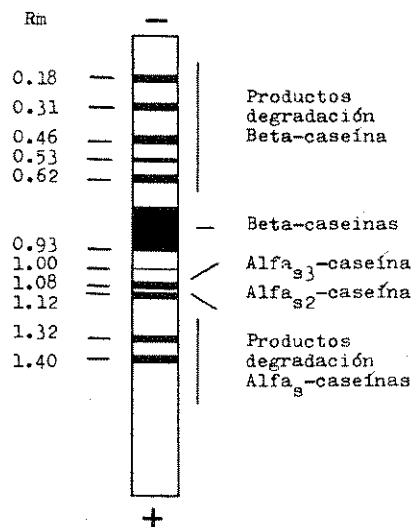 Rm
−
0.18
0.31
0.46
0.53
0.62
0.93
1.00
1.08
1.12
1.32
1.40
Productos
degradación
Beta-caseína
Beta-caseinas
Alfas3-caseína
Alfas2-caseína
Productos
degradación
Alfas-caseínas
+